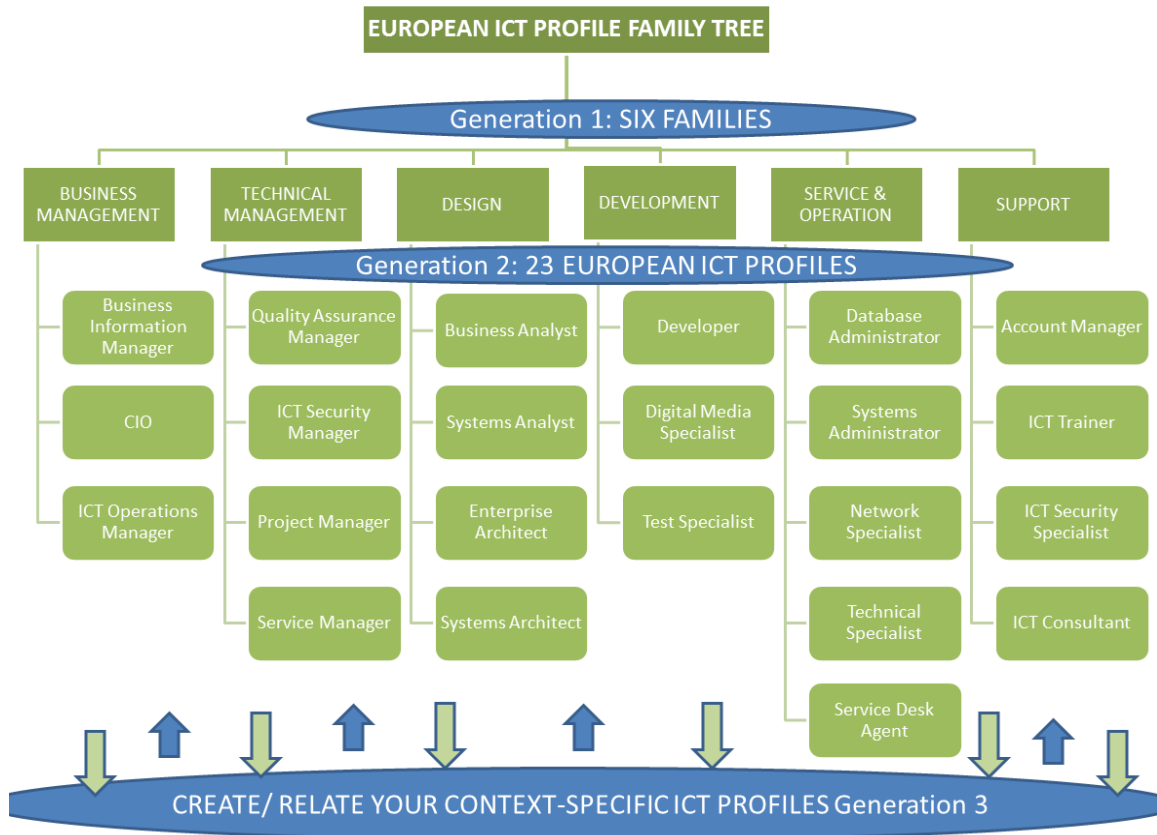 EUROPEAN ICT PROFILE FAMILY TREE
Generation 1: SIX FAMILIES
BUSINESS
MANAGEMENT
TECHNICAL
MANAGEMENT
DESIGN
DEVELOPMENT
SERVICE &
OPERATION
SUPPORT
Generation 2: 23 EUROPEAN ICT PROFILES
Business
Information
Manager
CIO
ICT Operations
Manager
Quality Assurance
Manager
ICT Security
Manager
Project Manager
Service Manager
Business Analyst
Systems Analyst
Enterprise
Architect
Systems Architect
Developer
Digital Media
Specialist
Test Specialist
Database
Administrator
Systems
Administrator
Network
Specialist
Technical
Specialist
Service Desk
Agent
Account Manager
ICT Trainer
ICT Security
Specialist
ICT Consultant
CREATE/ RELATE YOUR CONTEXT-SPECIFIC ICT PROFILES Generation 3